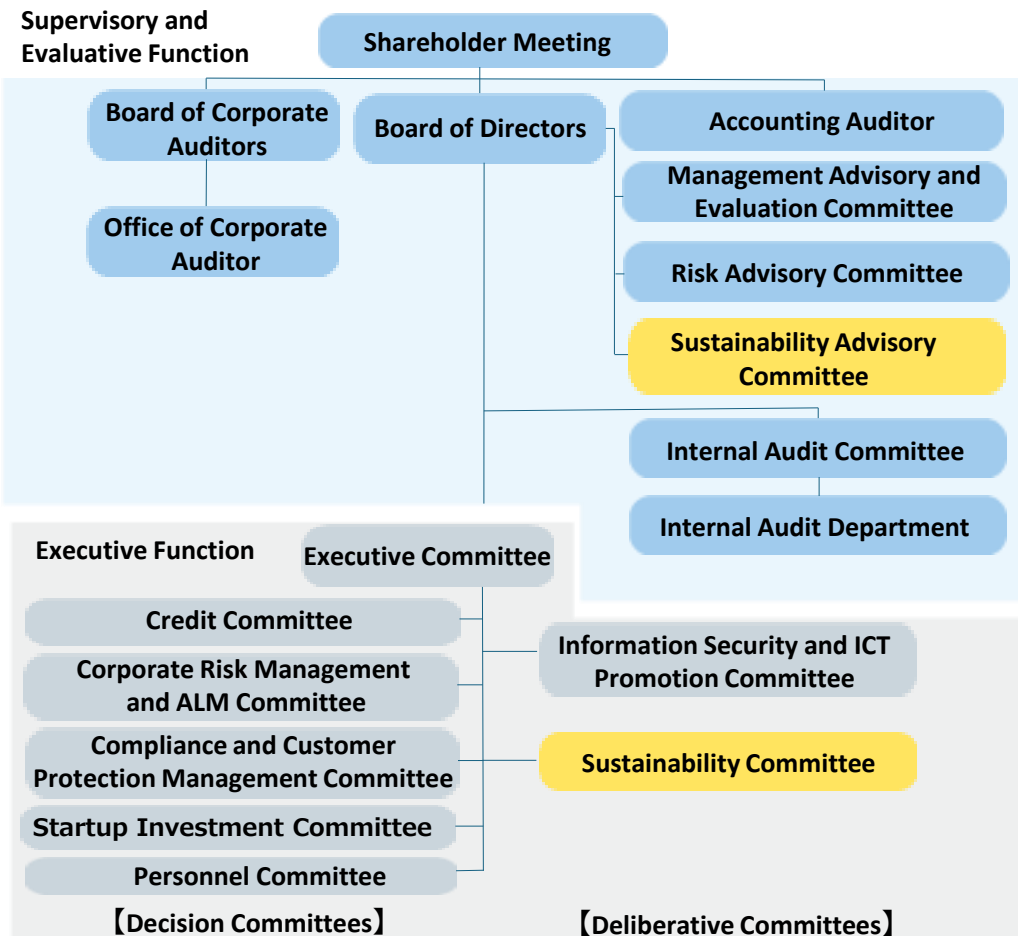 Supervisory and
Evaluative Function
Shareholder Meeting
Board of Corporate
Auditors
Board of Directors
Accounting Auditor
Management Advisory and
Evaluation Committee
Office of Corporate
Auditor
Risk Advisory Committee
Sustainability Advisory
Committee
Internal Audit Committee
Internal Audit Department
Executive Function
Executive Committee
Credit Committee
Information Security and ICT
Promotion Committee
Corporate Risk Management
and ALM Committee
Compliance and Customer
Protection Management Committee
Sustainability Committee
Startup Investment Committee
Personnel Committee
【Decision Committees】
【Deliberative Committees】